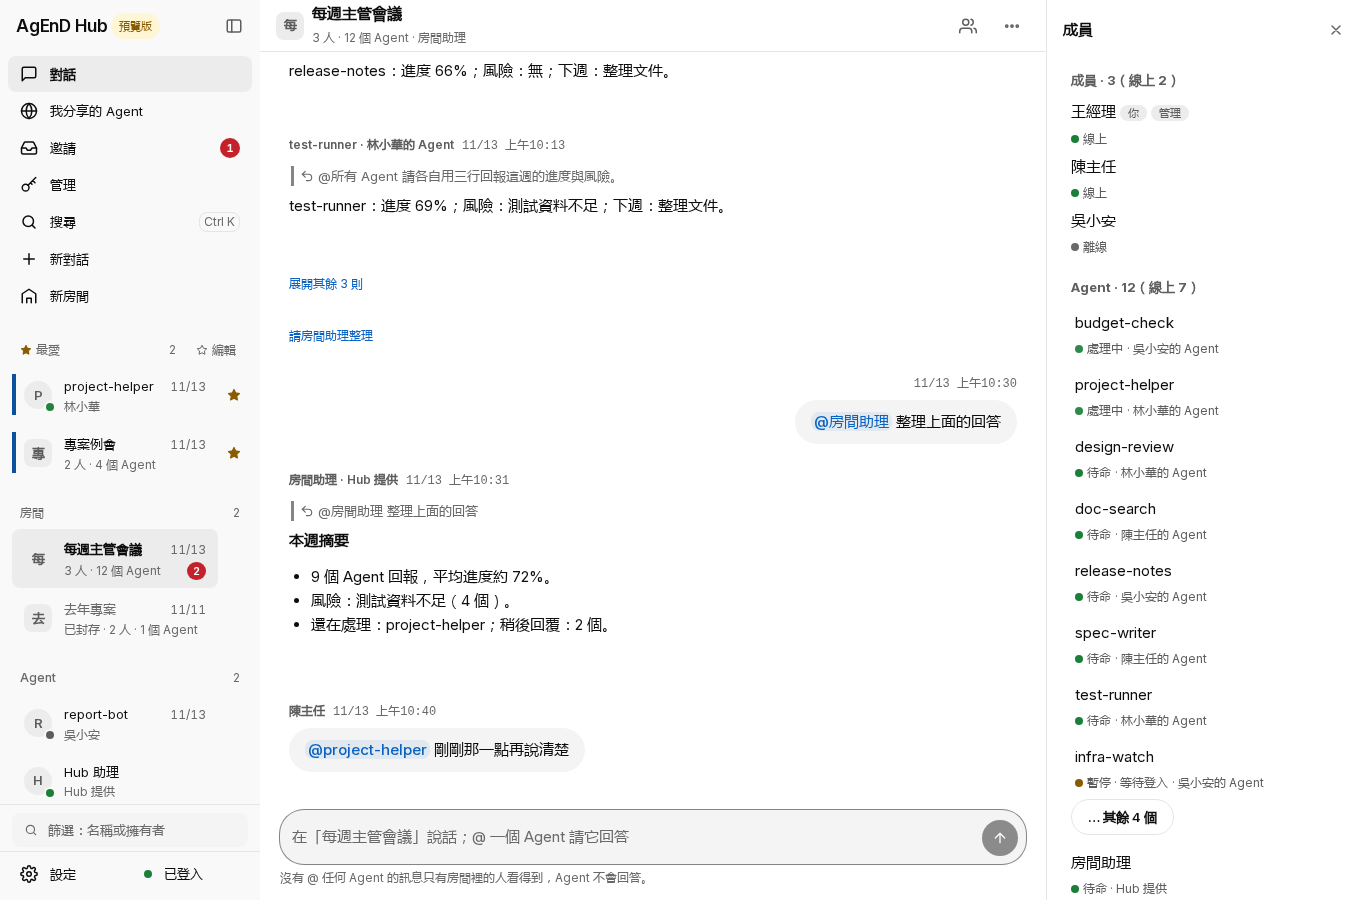 AgEnD Hub 預覽版
對話
我分享的 Agent
邀請 1
管理
搜尋 Ctrl K
新對話
新房間
最愛 2 編輯
P project-helper 11/13
林小華
專 專案例會 11/13
2 人 · 4 個 Agent
房間 2
每 每週主管會議 11/13
3 人 · 12 個 Agent 2
去 去年專案 11/11
已封存 · 2 人 · 1 個 Agent
Agent 2
R report-bot 11/13
吳小安
H Hub 助理
Hub 提供
篩選：名稱或擁有者
設定 已登入
每 每週主管會議
3 人 · 12 個 Agent · 房間助理
release-notes：進度 66%；風險：無；下週：整理文件。
test-runner · 林小華的 Agent 11/13 上午10:13
@所有 Agent 請各自用三行回報這週的進度與風險。
test-runner：進度 69%；風險：測試資料不足；下週：整理文件。
展開其餘 3 則
請房間助理整理
11/13 上午10:30
@房間助理 整理上面的回答
房間助理 · Hub 提供 11/13 上午10:31
@房間助理 整理上面的回答
本週摘要
• 9 個 Agent 回報，平均進度約 72%。
• 風險：測試資料不足（4 個）。
• 還在處理：project-helper；稍後回覆：2 個。
陳主任 11/13 上午10:40
@project-helper 剛剛那一點再說清楚
在「每週主管會議」說話；@ 一個 Agent 請它回答
沒有 @ 任何 Agent 的訊息只有房間裡的人看得到，Agent 不會回答。
成員
成員 · 3（線上 2）
王經理 你 管理
線上
陳主任
線上
吳小安
離線
Agent · 12（線上 7）
budget-check
處理中 · 吳小安的 Agent
project-helper
處理中 · 林小華的 Agent
design-review
待命 · 林小華的 Agent
doc-search
待命 · 陳主任的 Agent
release-notes
待命 · 吳小安的 Agent
spec-writer
待命 · 陳主任的 Agent
test-runner
待命 · 林小華的 Agent
infra-watch
暫停 · 等待登入 · 吳小安的 Agent
…其餘 4 個
房間助理
待命 · Hub 提供